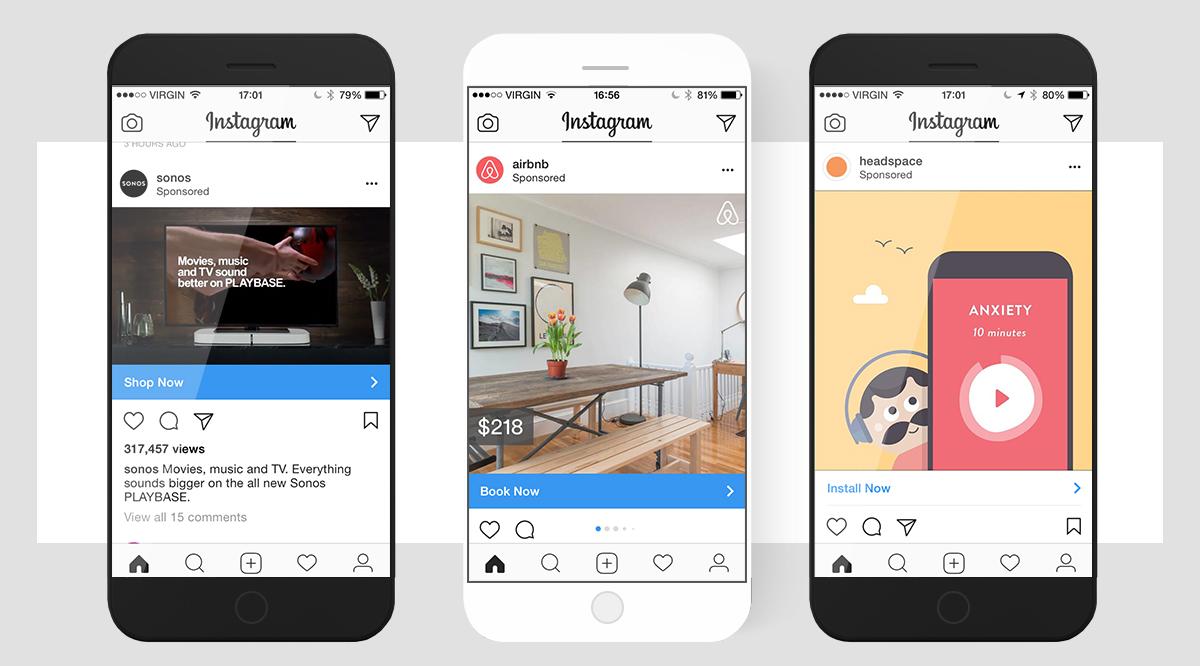 VIRGIN 17:01 79%
Instagram
3 HOURS AGO
SONOS
sonos
Sponsored
Movies, music
and TV sound
better on PLAYBASE.
Shop Now
317,457 views
sonos Movies, music and TV. Everything
sounds bigger on the all new Sonos
PLAYBASE.
View all 15 comments
VIRGIN 16:56 81%
Instagram
airbnb
Sponsored
$218
Book Now
VIRGIN 17:01 80%
Instagram
headspace
Sponsored
ANXIETY
10 minutes
Install Now